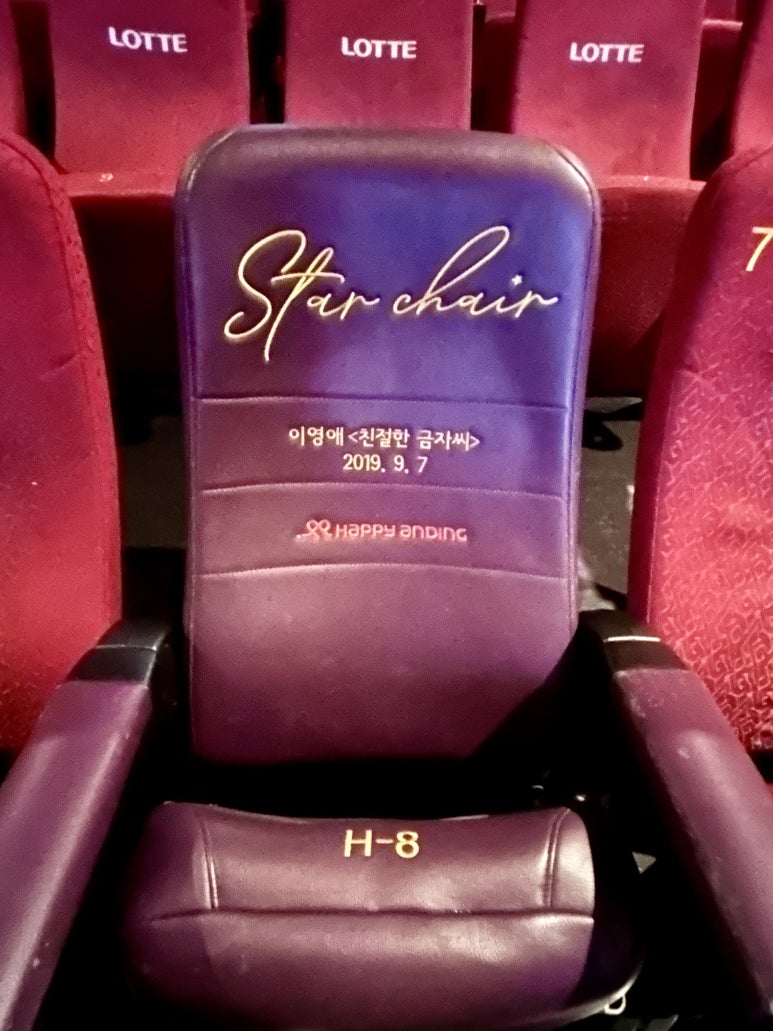 LOTTE LOTTE LOTTE
Star chair
7
이영애<친절한 금자씨>
2019. 9. 7
HAPPY anDING
H-8